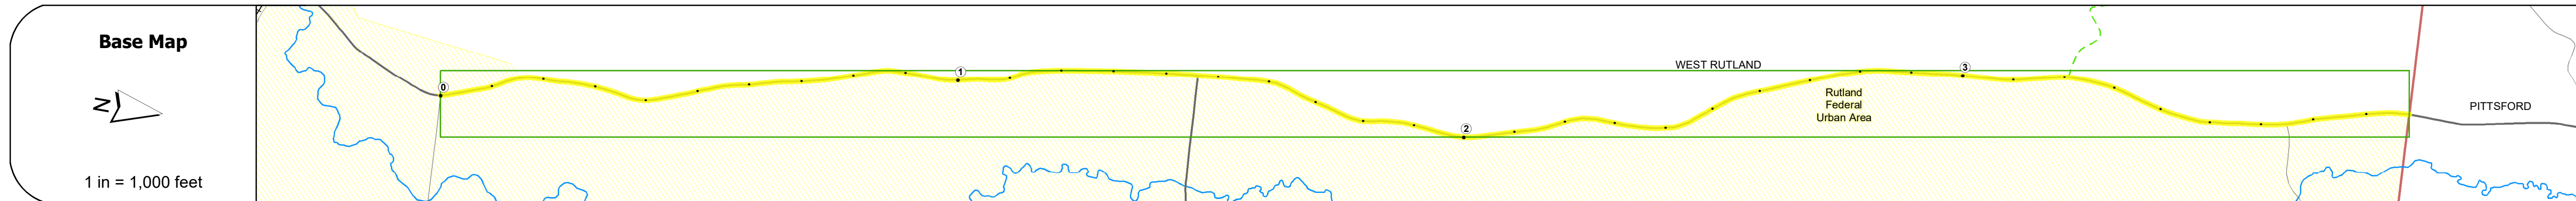 Base Map
N
1 in = 1,000 feet
0
1
2
WEST RUTLAND
3
Rutland
Federal
Urban Area
PITTSFORD